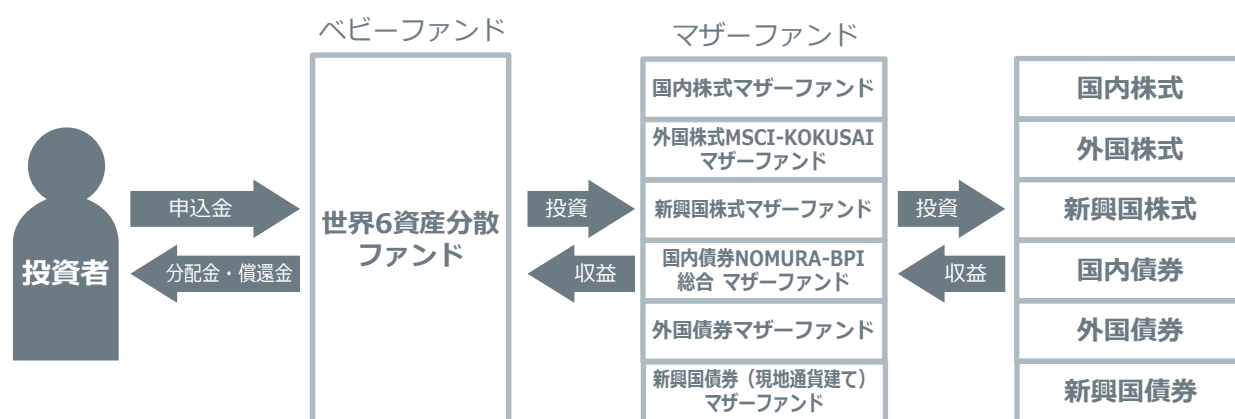 ベビーファンド
マザーファンド
投資者
申込金
分配金・償還金
世界6資産分散
ファンド
投資
収益
国内株式マザーファンド
外国株式MSCI-KOKUSAI
マザーファンド
新興国株式マザーファンド
国内債券NOMURA-BPI
総合 マザーファンド
外国債券マザーファンド
新興国債券（現地通貨建て）
マザーファンド
投資
収益
国内株式
外国株式
新興国株式
国内債券
外国債券
新興国債券